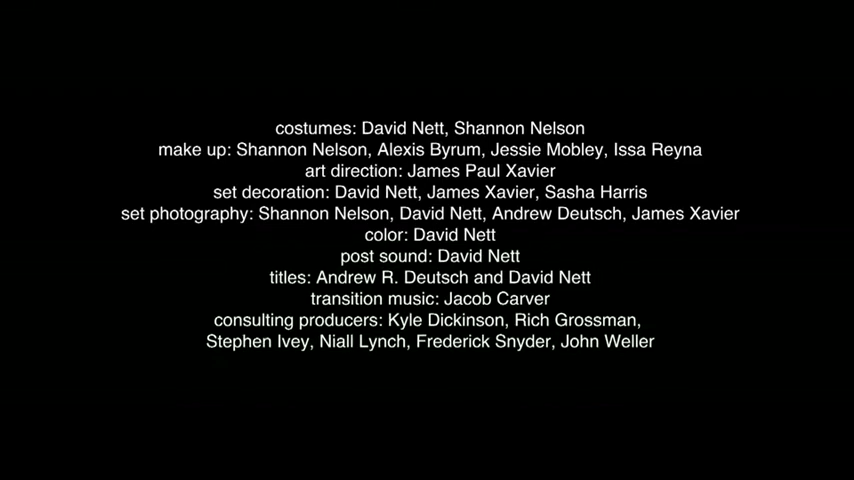 costumes: David Nett, Shannon Nelson
make up: Shannon Nelson, Alexis Byrum, Jessie Mobley, Issa Reyna
art direction: James Paul Xavier
set decoration: David Nett, James Xavier, Sasha Harris
set photography: Shannon Nelson, David Nett, Andrew Deutsch, James Xavier
color: David Nett
post sound: David Nett
titles: Andrew R. Deutsch and David Nett
transition music: Jacob Carver
consulting producers: Kyle Dickinson, Rich Grossman,
Stephen Ivey, Niall Lynch, Frederick Snyder, John Weller